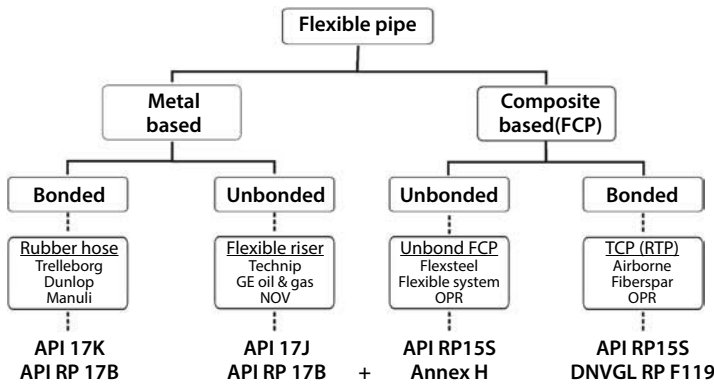 Flexible pipe
Metal
based
Composite
based(FCP)
Bonded
Unbonded
Unbonded
Bonded
Rubber hose
Trelleborg
Dunlop
Manuli
Flexible riser
Technip
GE oil & gas
NOV
Unbond FCP
Flexsteel
Flexible system
OPR
TCP (RTP)
Airborne
Fiberspar
OPR
API 17K
API RP 17B
API 17J
API RP 17B
+
API RP15S
Annex H
API RP15S
DNVGL RP F119